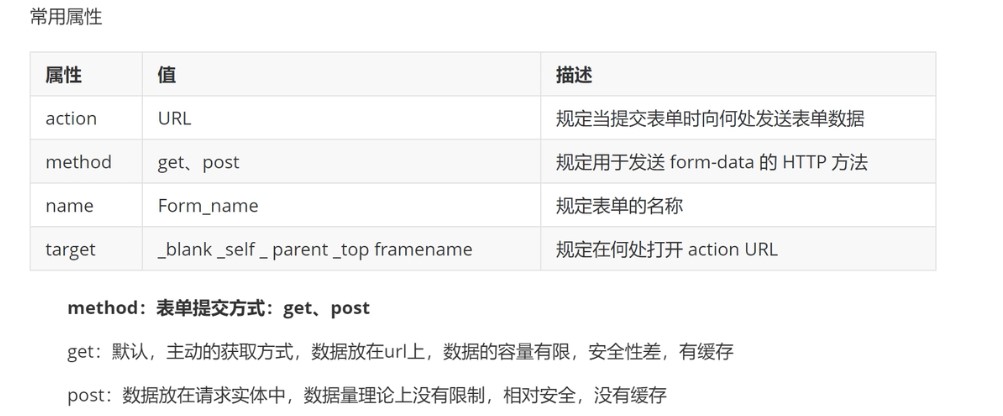 常用属性
属性 值 描述
action URL 规定当提交表单时向何处发送表单数据
method get、post 规定用于发送 form-data 的 HTTP 方法
name Form_name 规定表单的名称
target _blank _self _ parent _top framename 规定在何处打开 action URL
method：表单提交方式：get、post
get：默认，主动的获取方式，数据放在url上，数据的容量有限，安全性差，有缓存
post：数据放在请求实体中，数据量理论上没有限制，相对安全，没有缓存